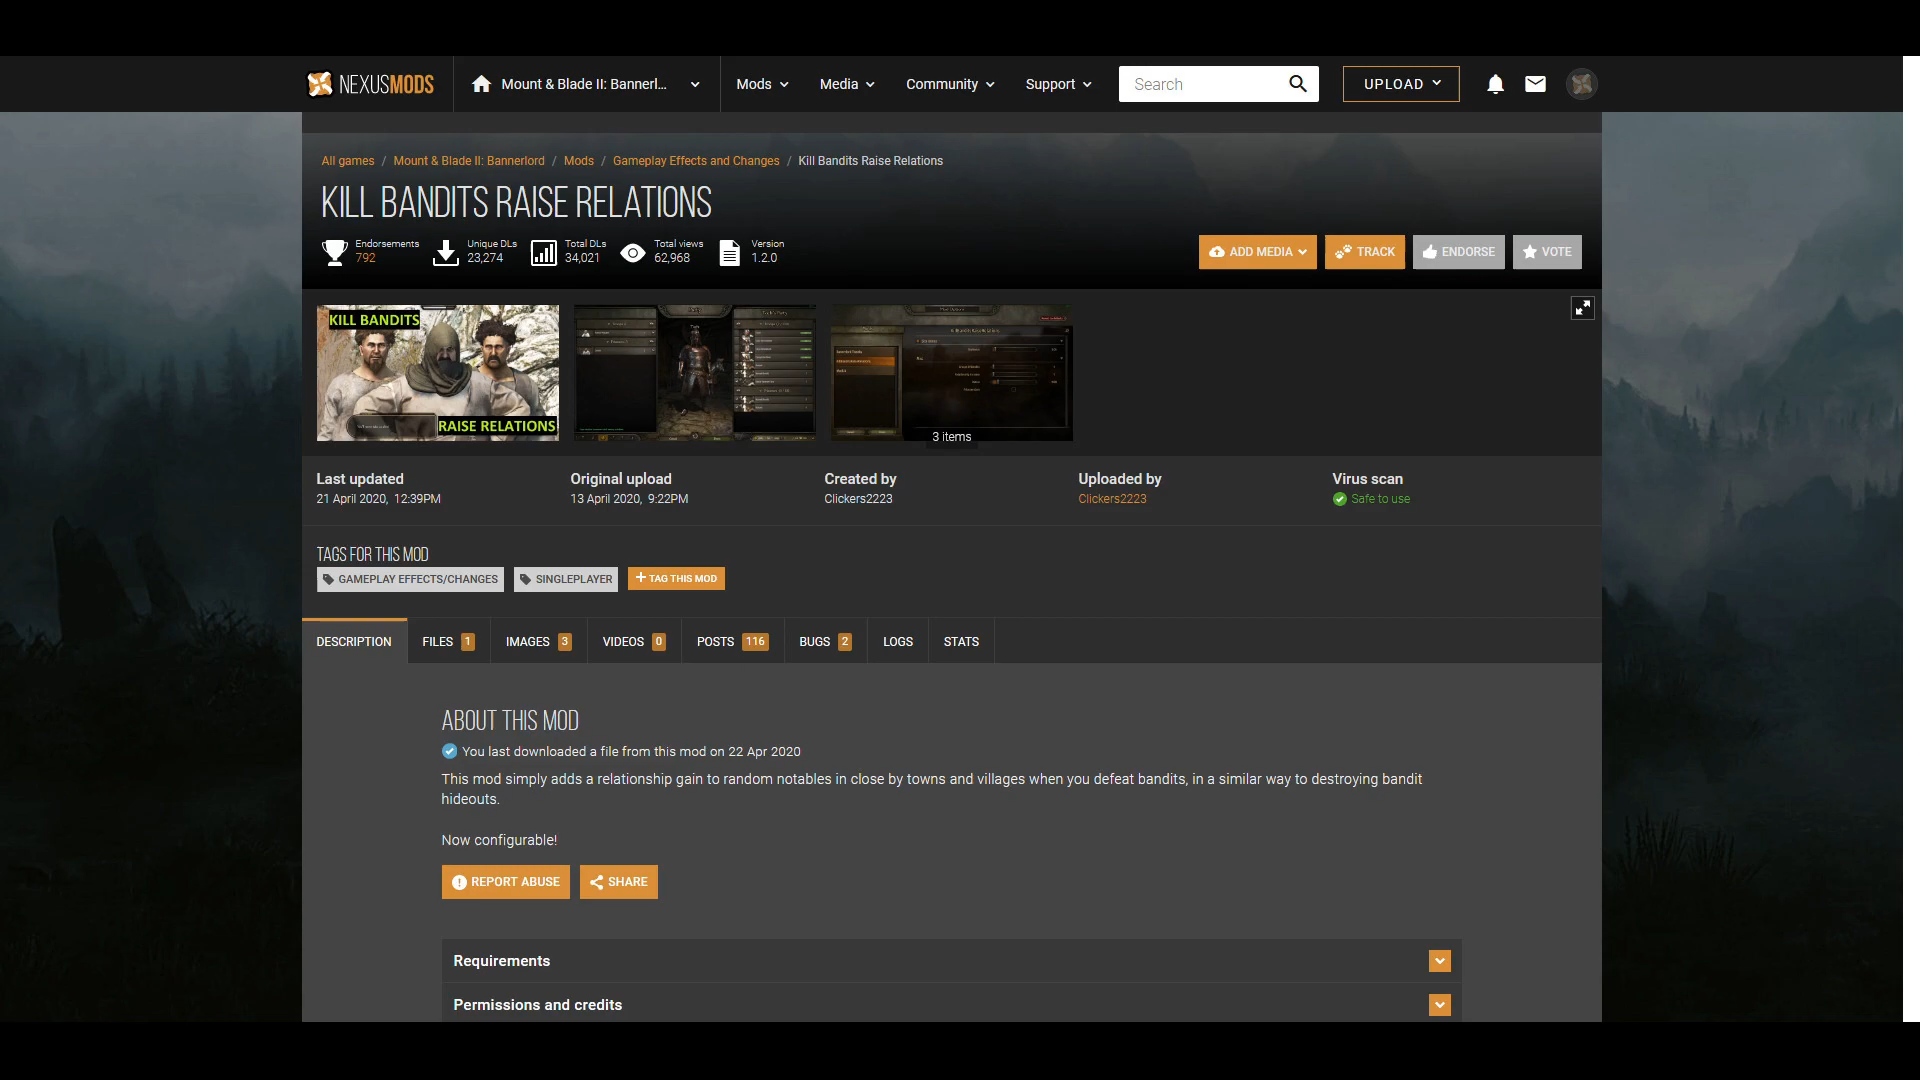 NEXUSMODS
Mount & Blade II: Bannerl...
Mods
Media
Community
Support
Search
UPLOAD
All games / Mount & Blade II: Bannerlord / Mods / Gameplay Effects and Changes / Kill Bandits Raise Relations
KILL BANDITS RAISE RELATIONS
Endorsements
792
Unique DLs
23,274
Total DLs
34,021
Total views
62,968
Version
1.2.0
ADD MEDIA
TRACK
ENDORSE
VOTE
KILL BANDITS
RAISE RELATIONS
3 items
Last updated
21 April 2020, 12:39PM
Original upload
13 April 2020, 9:22PM
Created by
Clickers2223
Uploaded by
Clickers2223
Virus scan
Safe to use
TAGS FOR THIS MOD
GAMEPLAY EFFECTS/CHANGES
SINGLEPLAYER
+ TAG THIS MOD
DESCRIPTION
FILES 1
IMAGES 3
VIDEOS 0
POSTS 116
BUGS 2
LOGS
STATS
ABOUT THIS MOD
You last downloaded a file from this mod on 22 Apr 2020
This mod simply adds a relationship gain to random notables in close by towns and villages when you defeat bandits, in a similar way to destroying bandit
hideouts.
Now configurable!
REPORT ABUSE
SHARE
Requirements
Permissions and credits